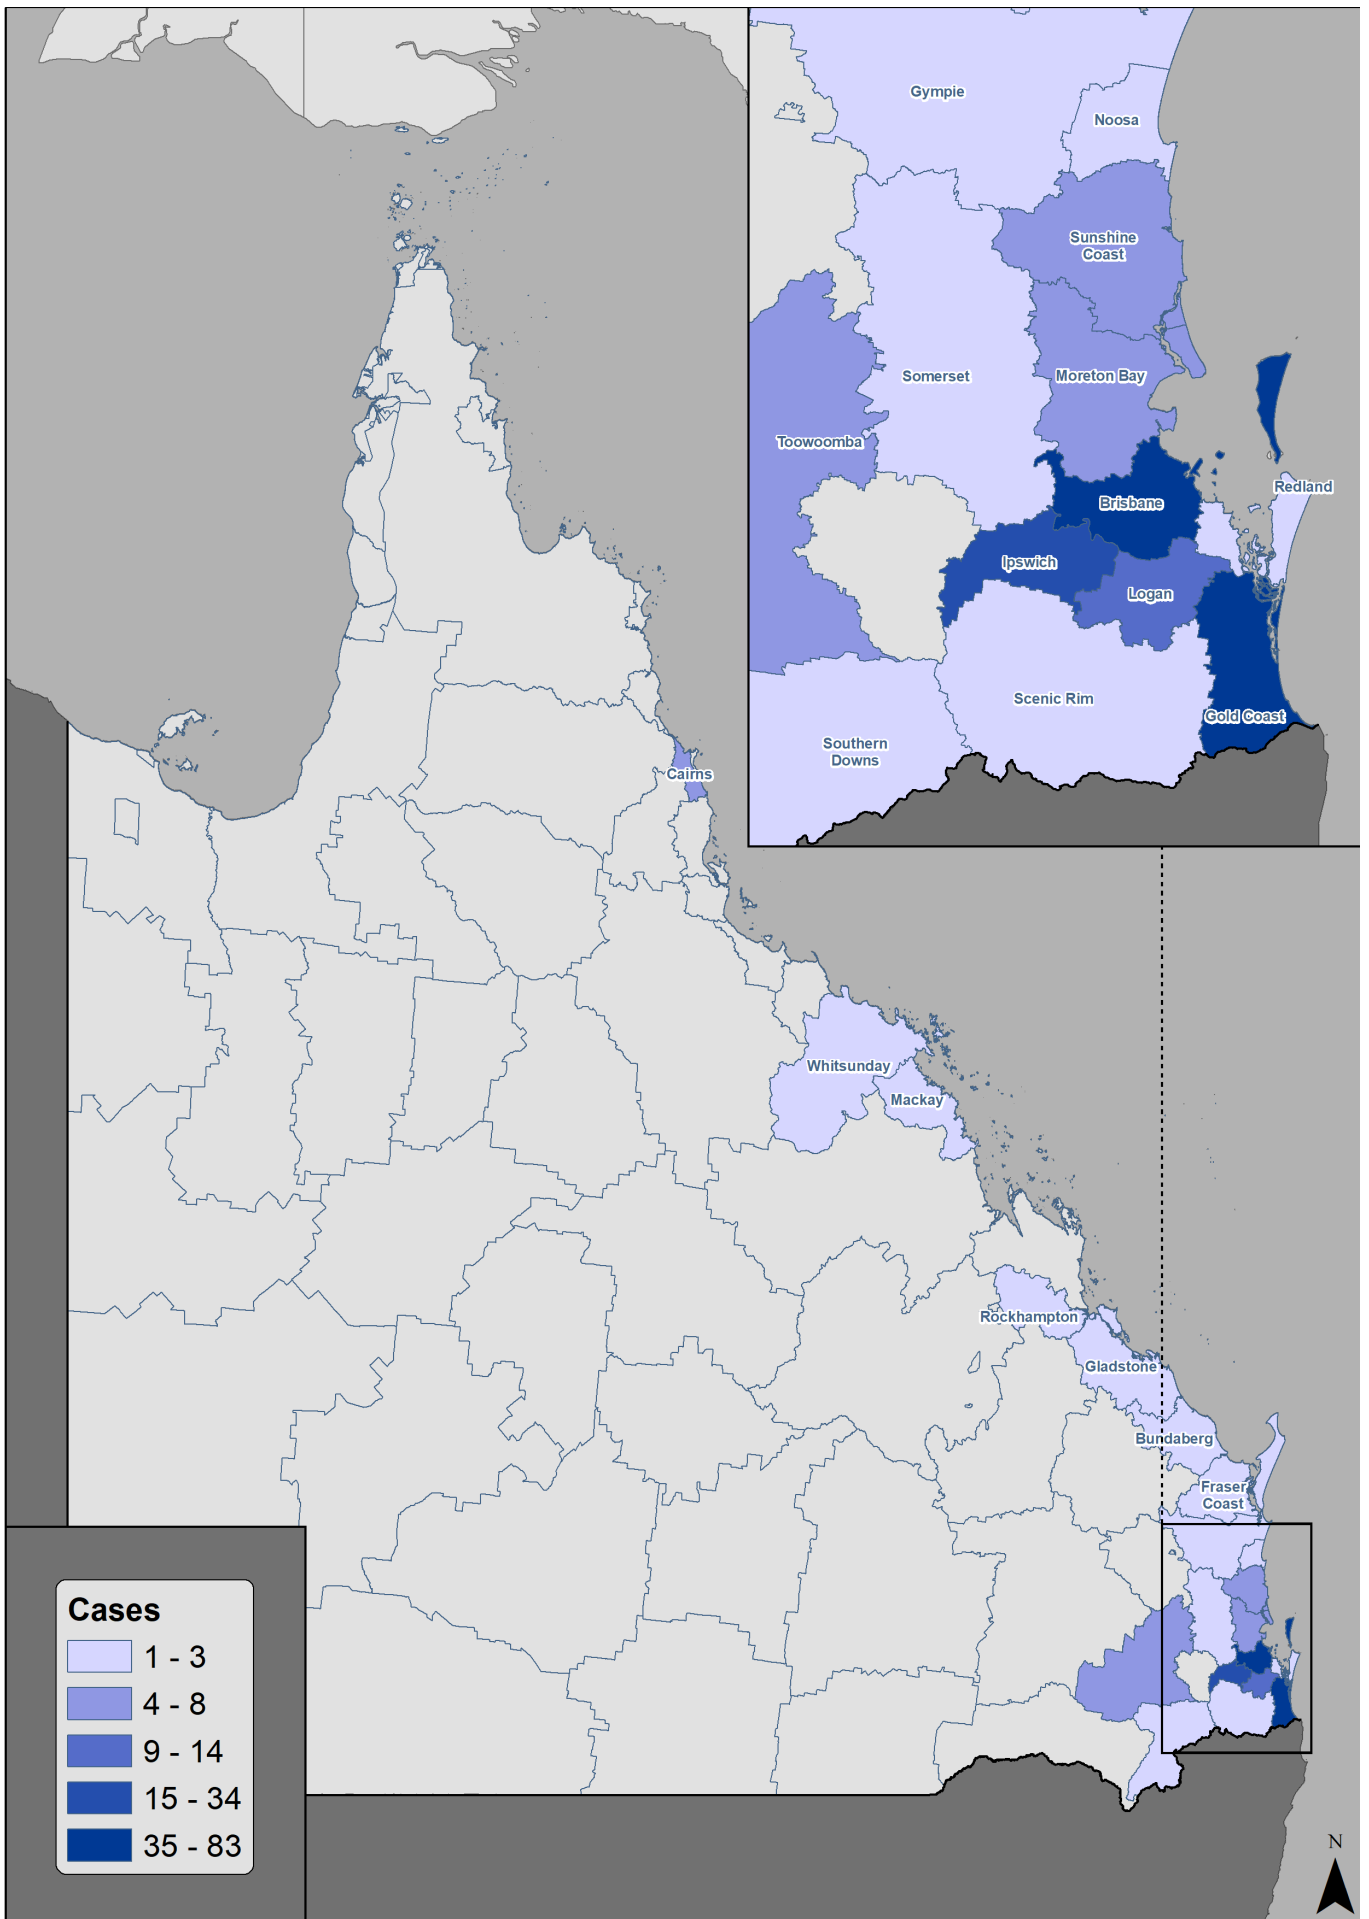 Gympie
Noosa
Sunshine
Coast
Somerset
Moreton Bay
Toowoomba
Redland
Brisbane
Ipswich
Logan
Scenic Rim
Gold Coast
Southern
Downs
Cairns
Whitsunday
Mackay
Rockhampton
Gladstone
Bundaberg
Fraser
Coast
Cases
1 - 3
4 - 8
9 - 14
15 - 34
35 - 83
N